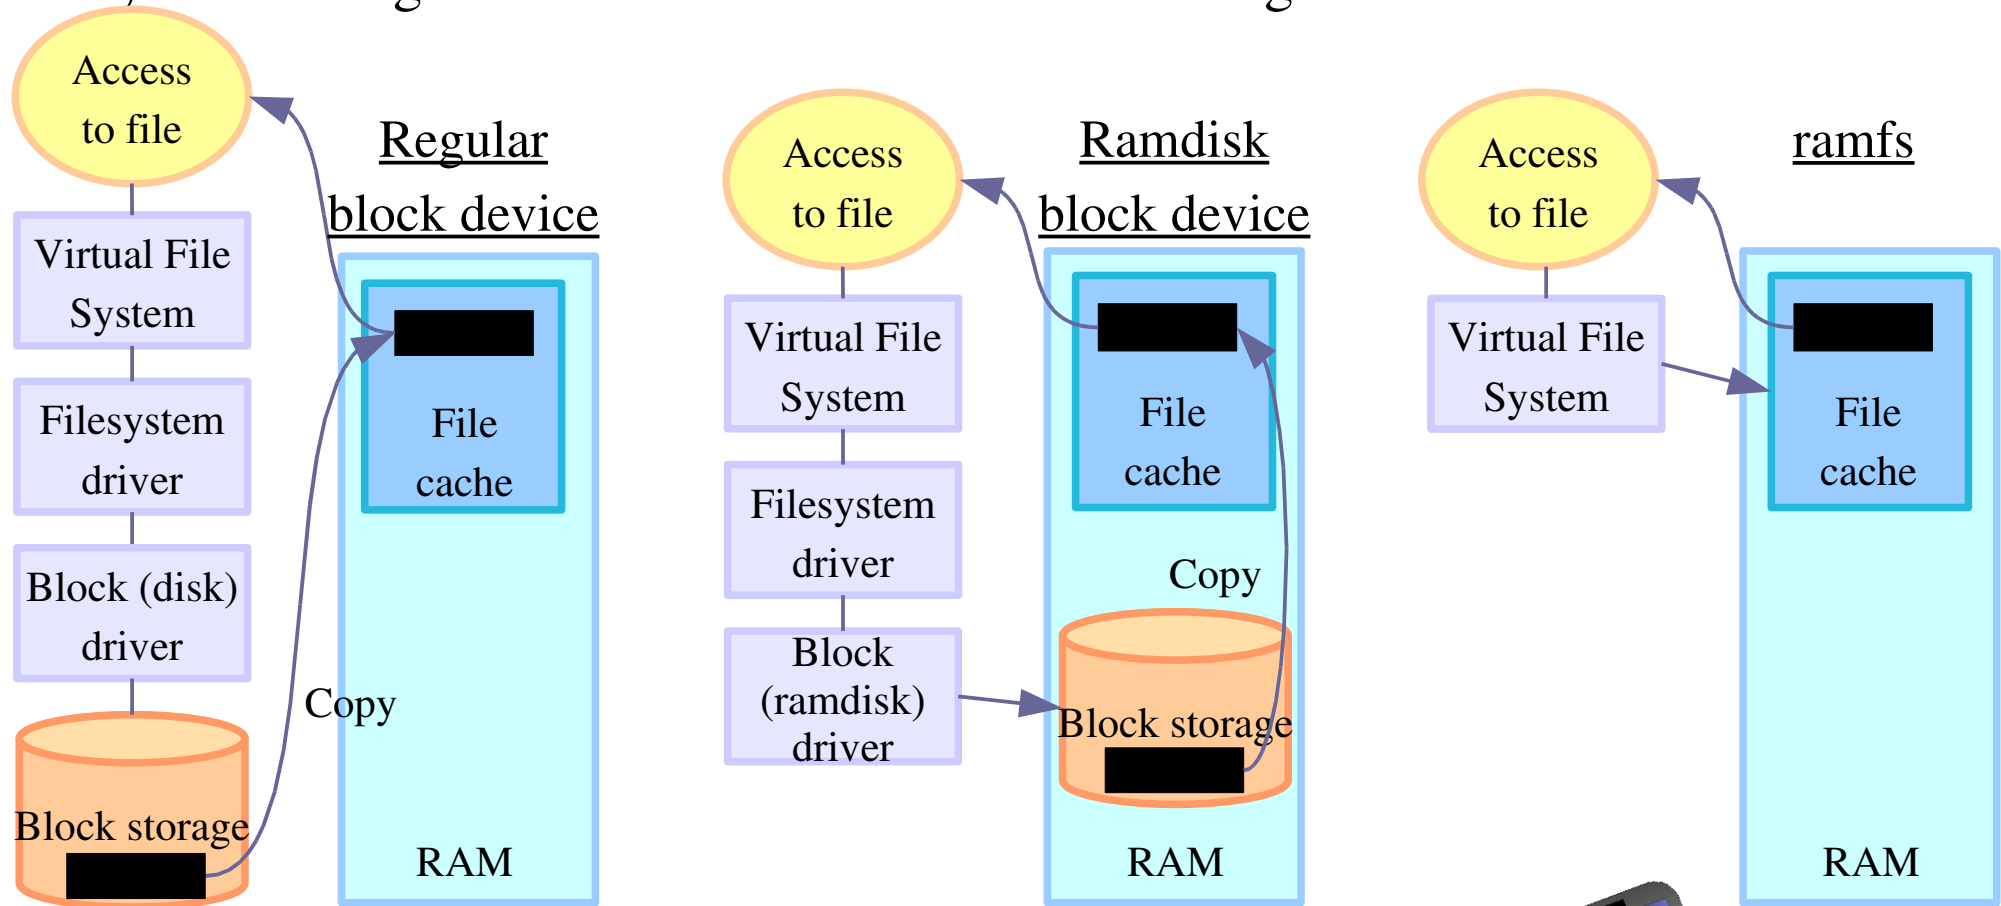 Access
to file
Regular
block device
Virtual File
System
Filesystem
driver
Block (disk)
driver
Copy
Block storage
File
cache
RAM
Access
to file
Ramdisk
block device
Virtual File
System
Filesystem
driver
Block
(ramdisk)
driver
File
cache
Copy
Block storage
RAM
Access
to file
ramfs
Virtual File
System
File
cache
RAM